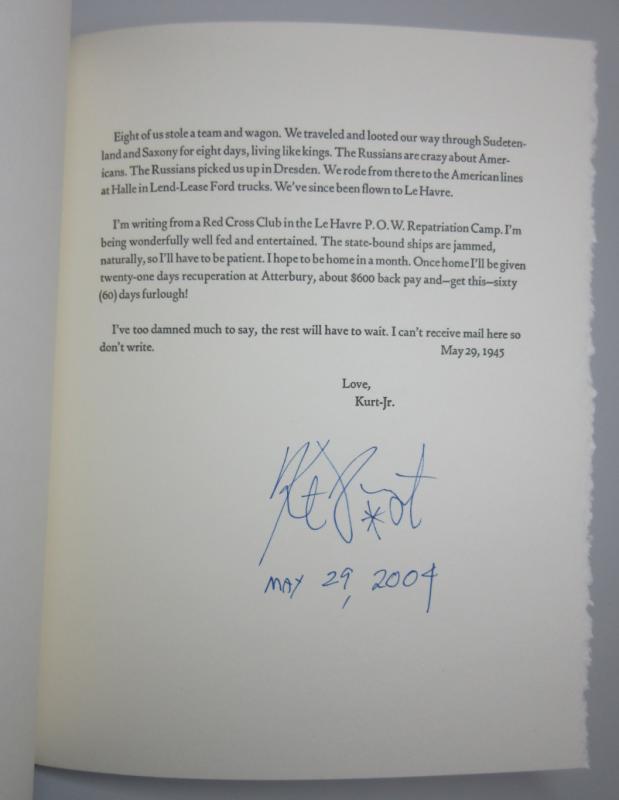 Eight of us stole a team and wagon. We traveled and looted our way through Sudeten-
land and Saxony for eight days, living like kings. The Russians are crazy about Amer-
icans. The Russians picked us up in Dresden. We rode from there to the American lines
at Halle in Lend-Lease Ford trucks. We've since been flown to Le Havre.
I'm writing from a Red Cross Club in the Le Havre P.O.W. Repatriation Camp. I'm
being wonderfully well fed and entertained. The state-bound ships are jammed,
naturally, so I'll have to be patient. I hope to be home in a month. Once home I'll be given
twenty-one days recuperation at Atterbury, about $600 back pay and—get this—sixty
(60) days furlough!
I've too damned much to say, the rest will have to wait. I can't receive mail here so
don't write. May 29, 1945
Love,
Kurt-Jr.
MAY 29, 2004